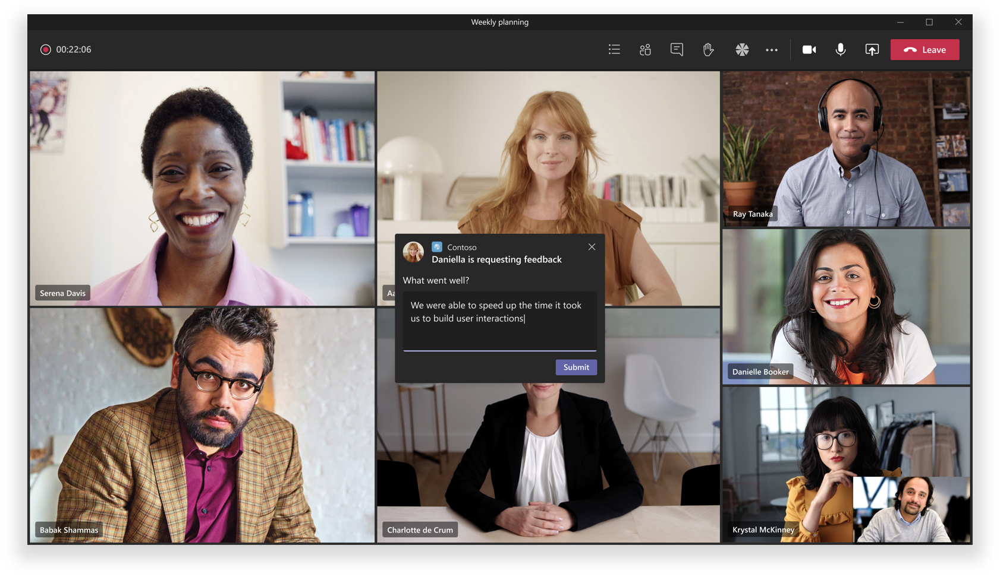 Weekly planning
00:22:06
Leave
Contoso
Daniella is requesting feedback
What went well?
We were able to speed up the time it took
us to build user interactions
Submit
Serena Davis
Aa
Ray Tanaka
Danielle Booker
Babak Shammas
Charlotte de Crum
Krystal McKinney